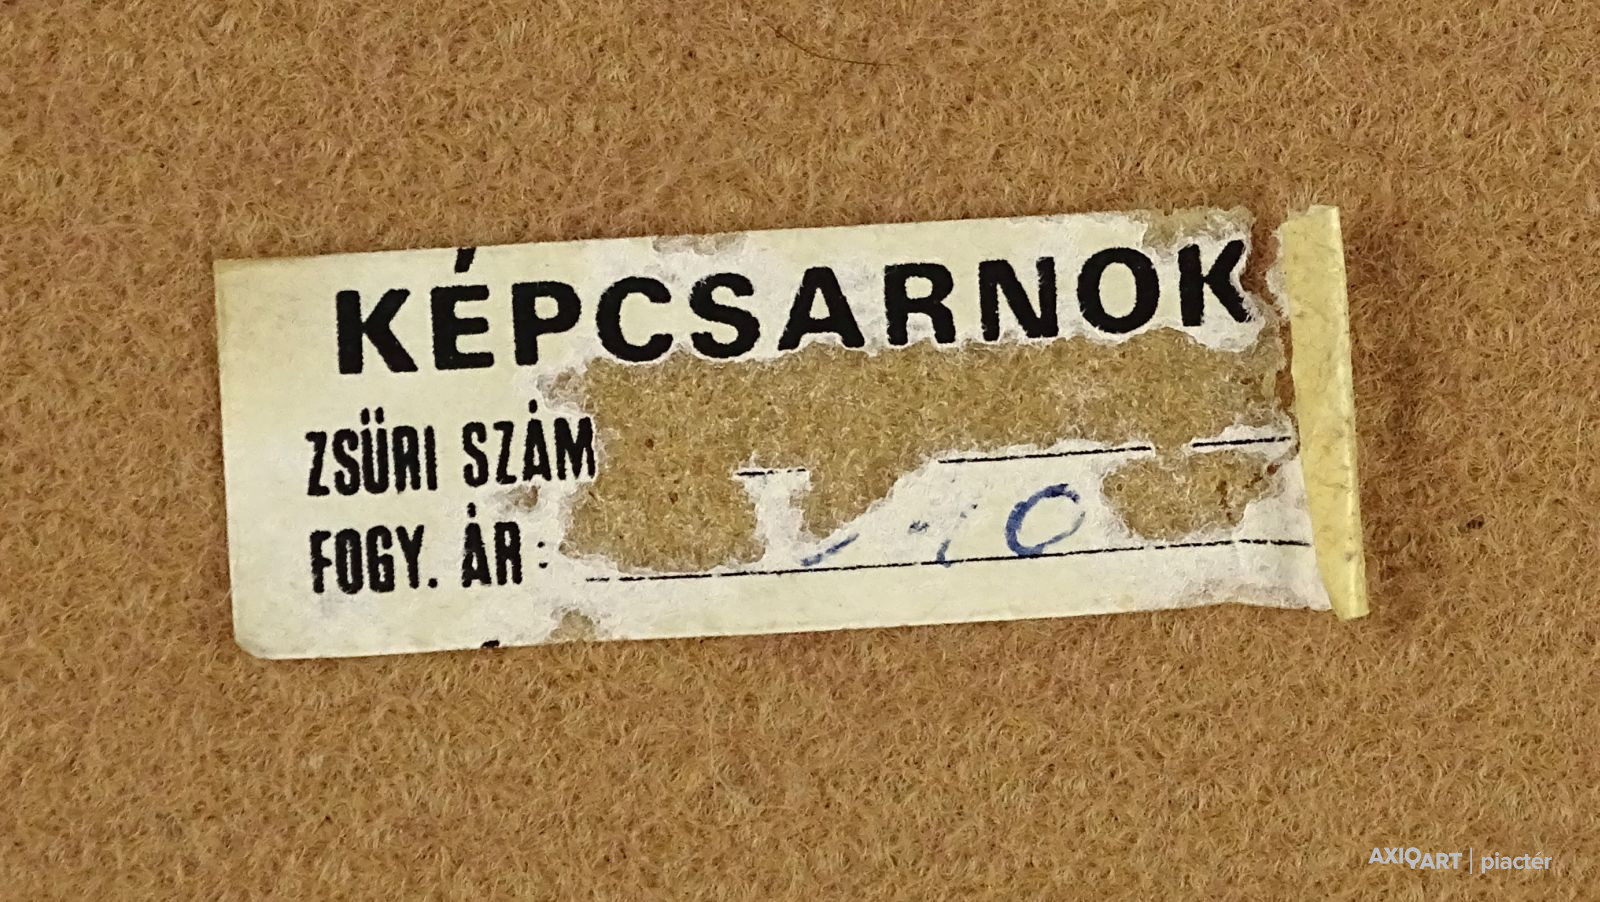 KÉPCSARNOK
ZSÜRI SZÁM
FOGY. ÁR:
AXIOART | piactér